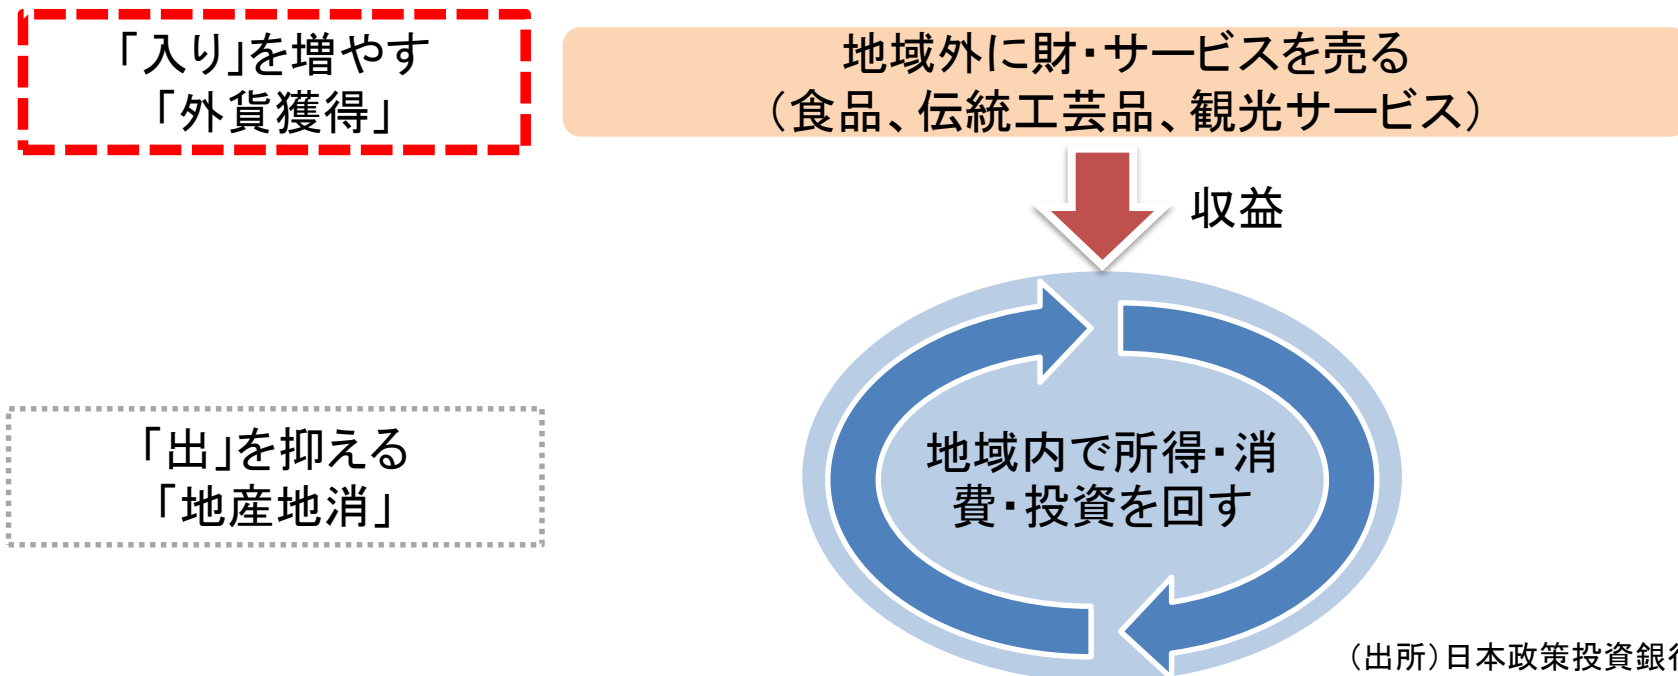 「入り」を増やす
「外貨獲得」
地域外に財・サービスを売る
（食品、伝統工芸品、観光サービス）
収益
「出」を抑える
「地産地消」
地域内で所得・消
費・投資を回す
（出所）日本政策投資銀